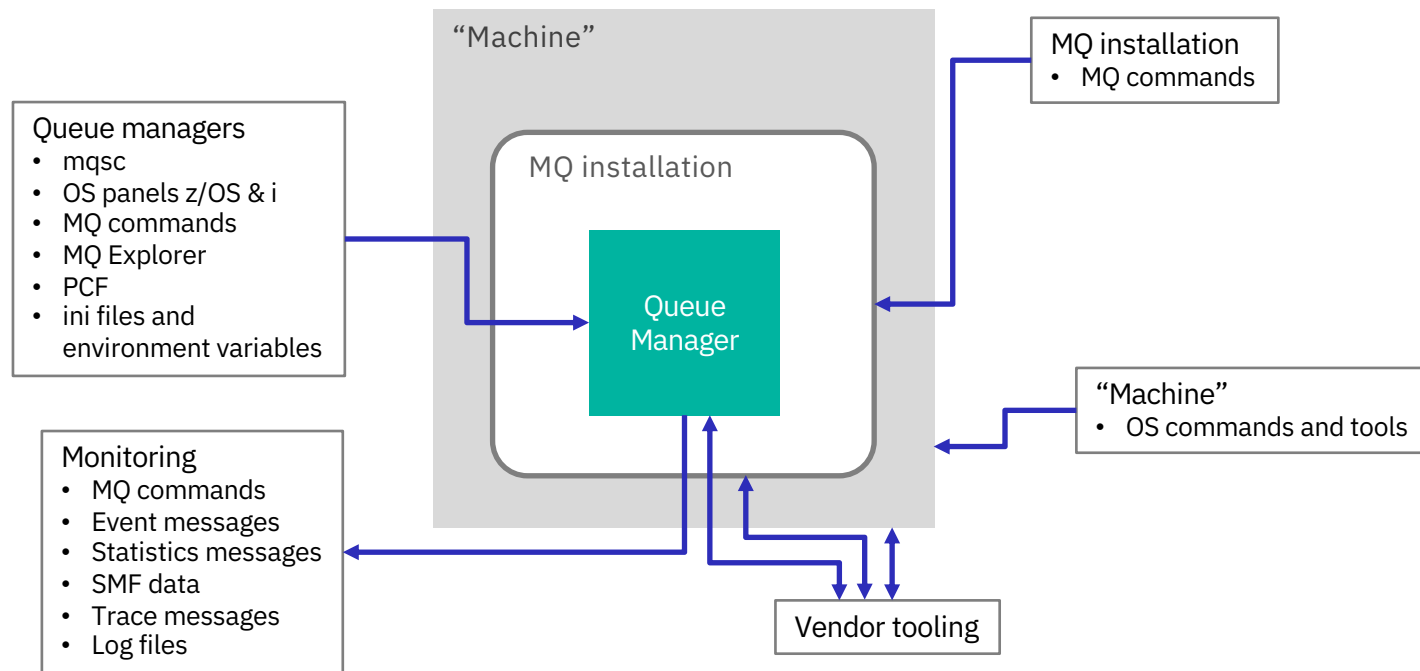 “Machine”
MQ installation
• MQ commands
Queue managers
• mqsc
• OS panels z/OS & i
• MQ commands
• MQ Explorer
• PCF
• ini files and
environment variables
MQ installation
Queue
Manager
“Machine”
• OS commands and tools
Monitoring
• MQ commands
• Event messages
• Statistics messages
• SMF data
• Trace messages
• Log files
Vendor tooling